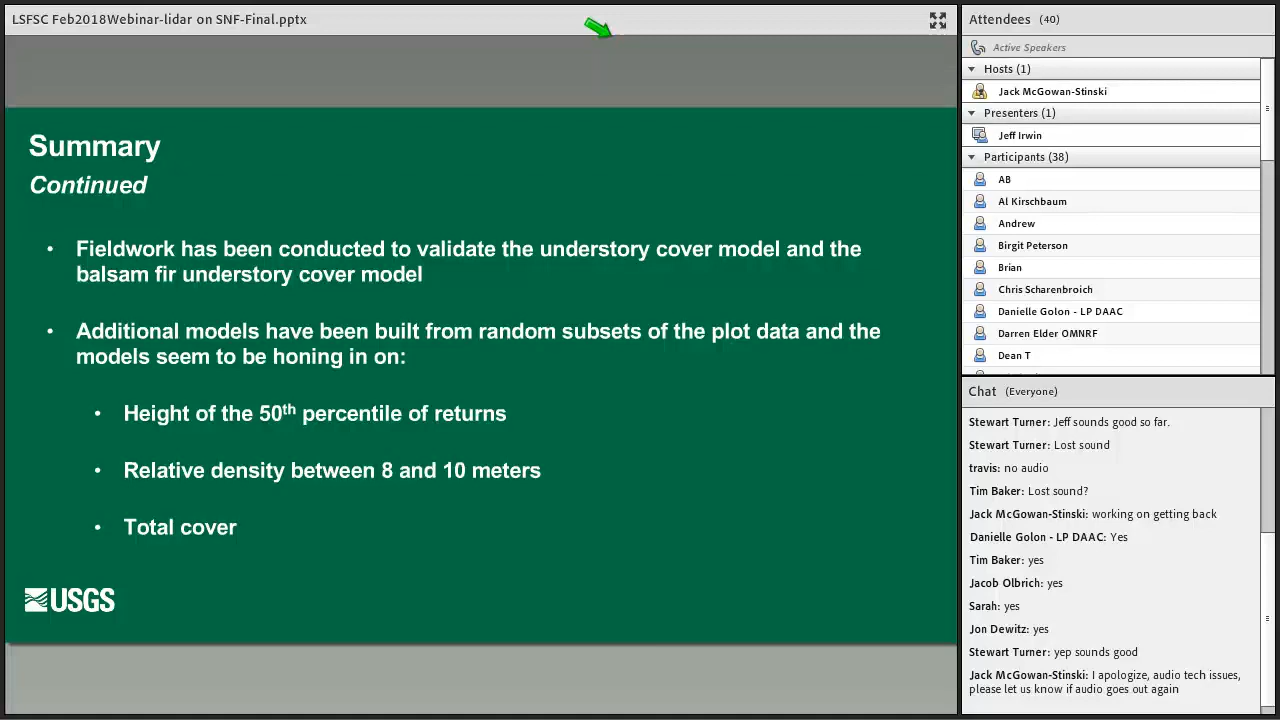 LSFSC Feb2018Webinar-lidar on SNF-Final.pptx
Summary
Continued
• Fieldwork has been conducted to validate the understory cover model and the
balsam fir understory cover model
• Additional models have been built from random subsets of the plot data and the
models seem to be honing in on:
• Height of the 50th percentile of returns
• Relative density between 8 and 10 meters
• Total cover
USGS
Attendees (40)
Active Speakers
Hosts (1)
Jack McGowan-Stinski
Presenters (1)
Jeff Irwin
Participants (38)
AB
Al Kirschbaum
Andrew
Birgit Peterson
Brian
Chris Scharenbroich
Danielle Golon - LP DAAC
Darren Elder OMNRF
Dean T
Chat (Everyone)
Stewart Turner: Jeff sounds good so far.
Stewart Turner: Lost sound
travis: no audio
Tim Baker: Lost sound?
Jack McGowan-Stinski: working on getting back
Danielle Golon - LP DAAC: Yes
Tim Baker: yes
Jacob Olbrich: yes
Sarah: yes
Jon Dewitz: yes
Stewart Turner: yep sounds good
Jack McGowan-Stinski: I apologize, audio tech issues,
please let us know if audio goes out again